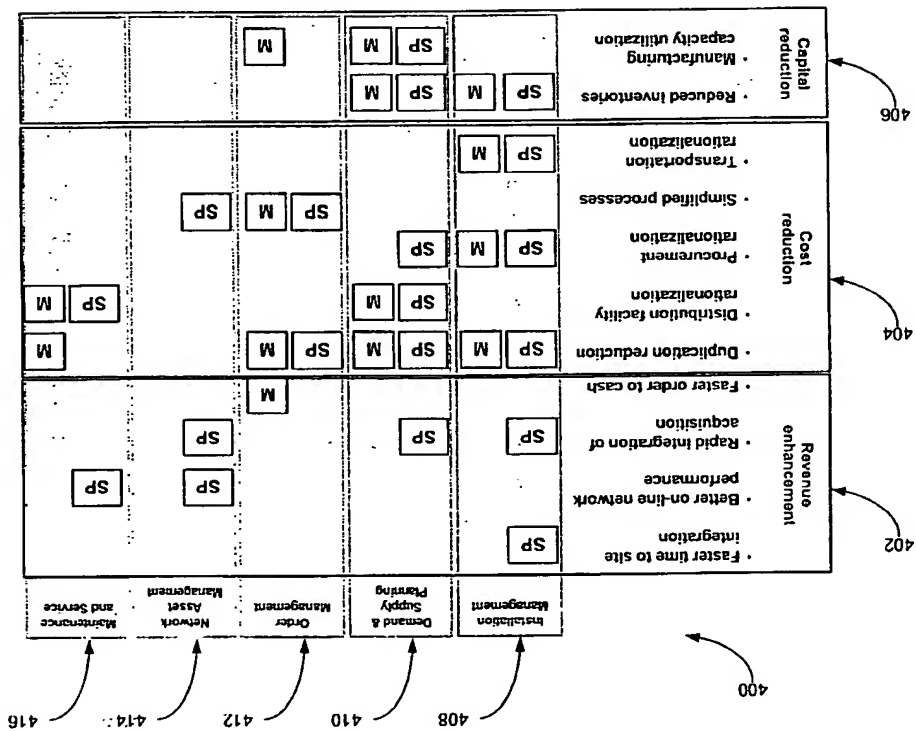 408 410 412 414 416
400
Installation
Management
Demand &
Supply
Planning
Order
Management
Network
Asset
Management
Maintenance
and Service
402
Revenue
enhancement
• Faster time to site
integration
SP
• Better on-line network
performance
SP SP
• Rapid integration of
acquisition
SP SP SP
• Faster order to cash
M
404
Cost
reduction
• Duplication reduction
SP M SP M SP M M
• Distribution facility
rationalization
SP M SP M
• Procurement
rationalization
SP M SP
• Simplified processes
SP M SP
• Transportation
rationalization
SP M
406
Capital
reduction
• Reduced inventories
SP M SP M
• Manufacturing
capacity utilization
SP M M